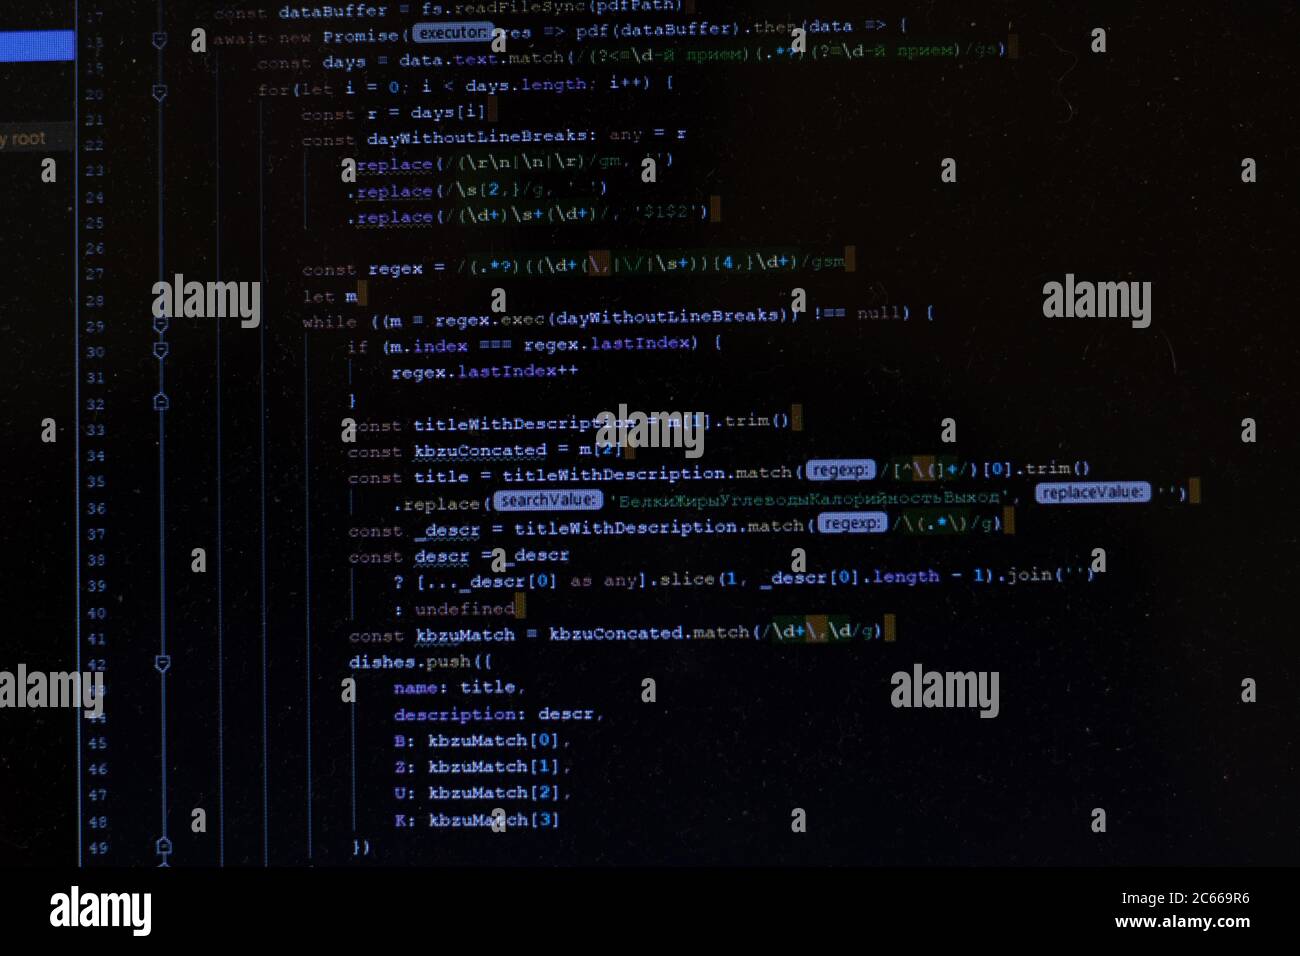 17 const dataBuffer = fs.readFileSync(pdfPath)
18 await new Promise( executor: res => pdf(dataBuffer).then(data => {
19 const days = data.text.match(/(?<=\d-й прием)(.*?)(?=\d-й прием)/gs)
20 for(let i = 0; i < days.length; i++) {
21 const r = days[i]
y root
22 const dayWithoutLineBreaks: any = r
23 .replace(/(\r\n|\n|\r)/gm, '')
24 .replace(/\s{2,}/g, ' ')
25 .replace(/(\d+)\s+(\d+)/, '$1$2')
26
27 const regex = /(.*?)((\d+(\,|\/|\s+)){4,}\d+)/gsm
28 let m
29 while ((m = regex.exec(dayWithoutLineBreaks)) !== null) {
30 if (m.index === regex.lastIndex) {
31 regex.lastIndex++
32 }
33 const titleWithDescription = m[1].trim()
34 const kbzuConcated = m[2]
35 const title = titleWithDescription.match( regexp: /[^\(]+/)[0].trim()
36 .replace( searchValue: 'БелкиЖирыУглеводыКалорийностьВыход', replaceValue: '')
37 const _descr = titleWithDescription.match( regexp: /\(.*\)/g)
38 const descr = _descr
39 ? [..._descr[0] as any].slice(1, _descr[0].length - 1).join('')
40 : undefined
41 const kbzuMatch = kbzuConcated.match(/\d+\,\d/g)
42 dishes.push({
43 name: title,
44 description: descr,
45 B: kbzuMatch[0],
46 Z: kbzuMatch[1],
47 U: kbzuMatch[2],
48 K: kbzuMatch[3]
49 })
alamy
alamy
alamy
alamy
alamy
Image ID: 2C669R6
www.alamy.com